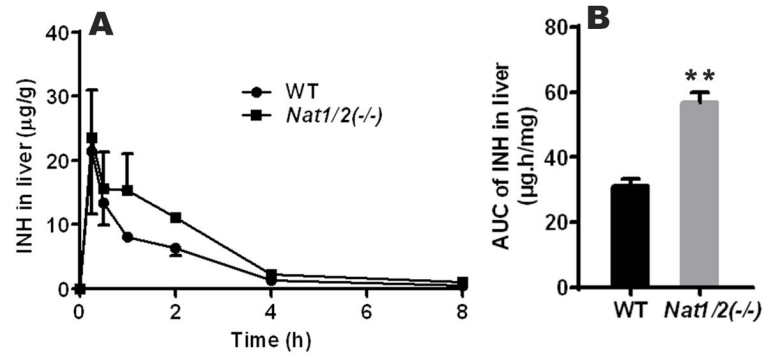 A
40
30
20
10
0
INH in liver (µg/g)
WT
Nat1/2(-/-)
0 2 4 6 8
Time (h)
B
80
60
40
20
0
AUC of INH in liver
(µg.h/mg)
**
WT Nat1/2(-/-)